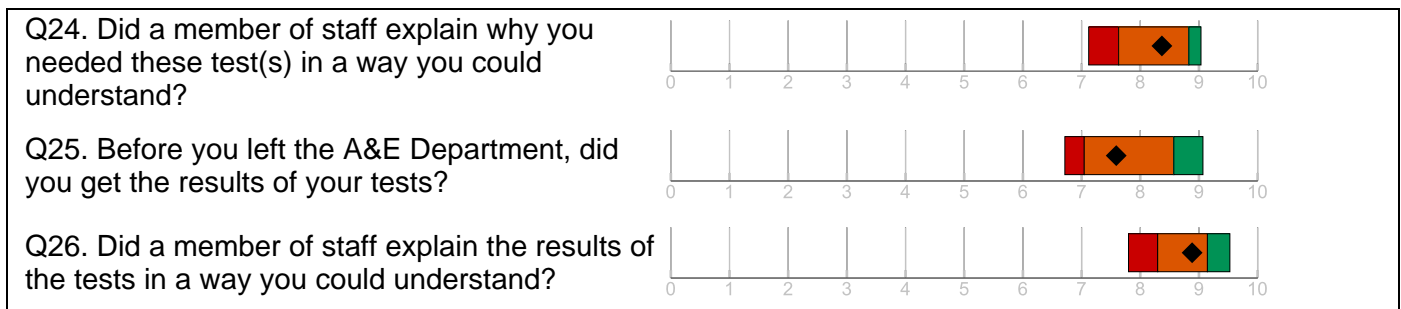 Q24. Did a member of staff explain why you
needed these test(s) in a way you could
understand?
0 1 2 3 4 5 6 7 8 9 10
Q25. Before you left the A&E Department, did
you get the results of your tests?
0 1 2 3 4 5 6 7 8 9 10
Q26. Did a member of staff explain the results of
the tests in a way you could understand?
0 1 2 3 4 5 6 7 8 9 10